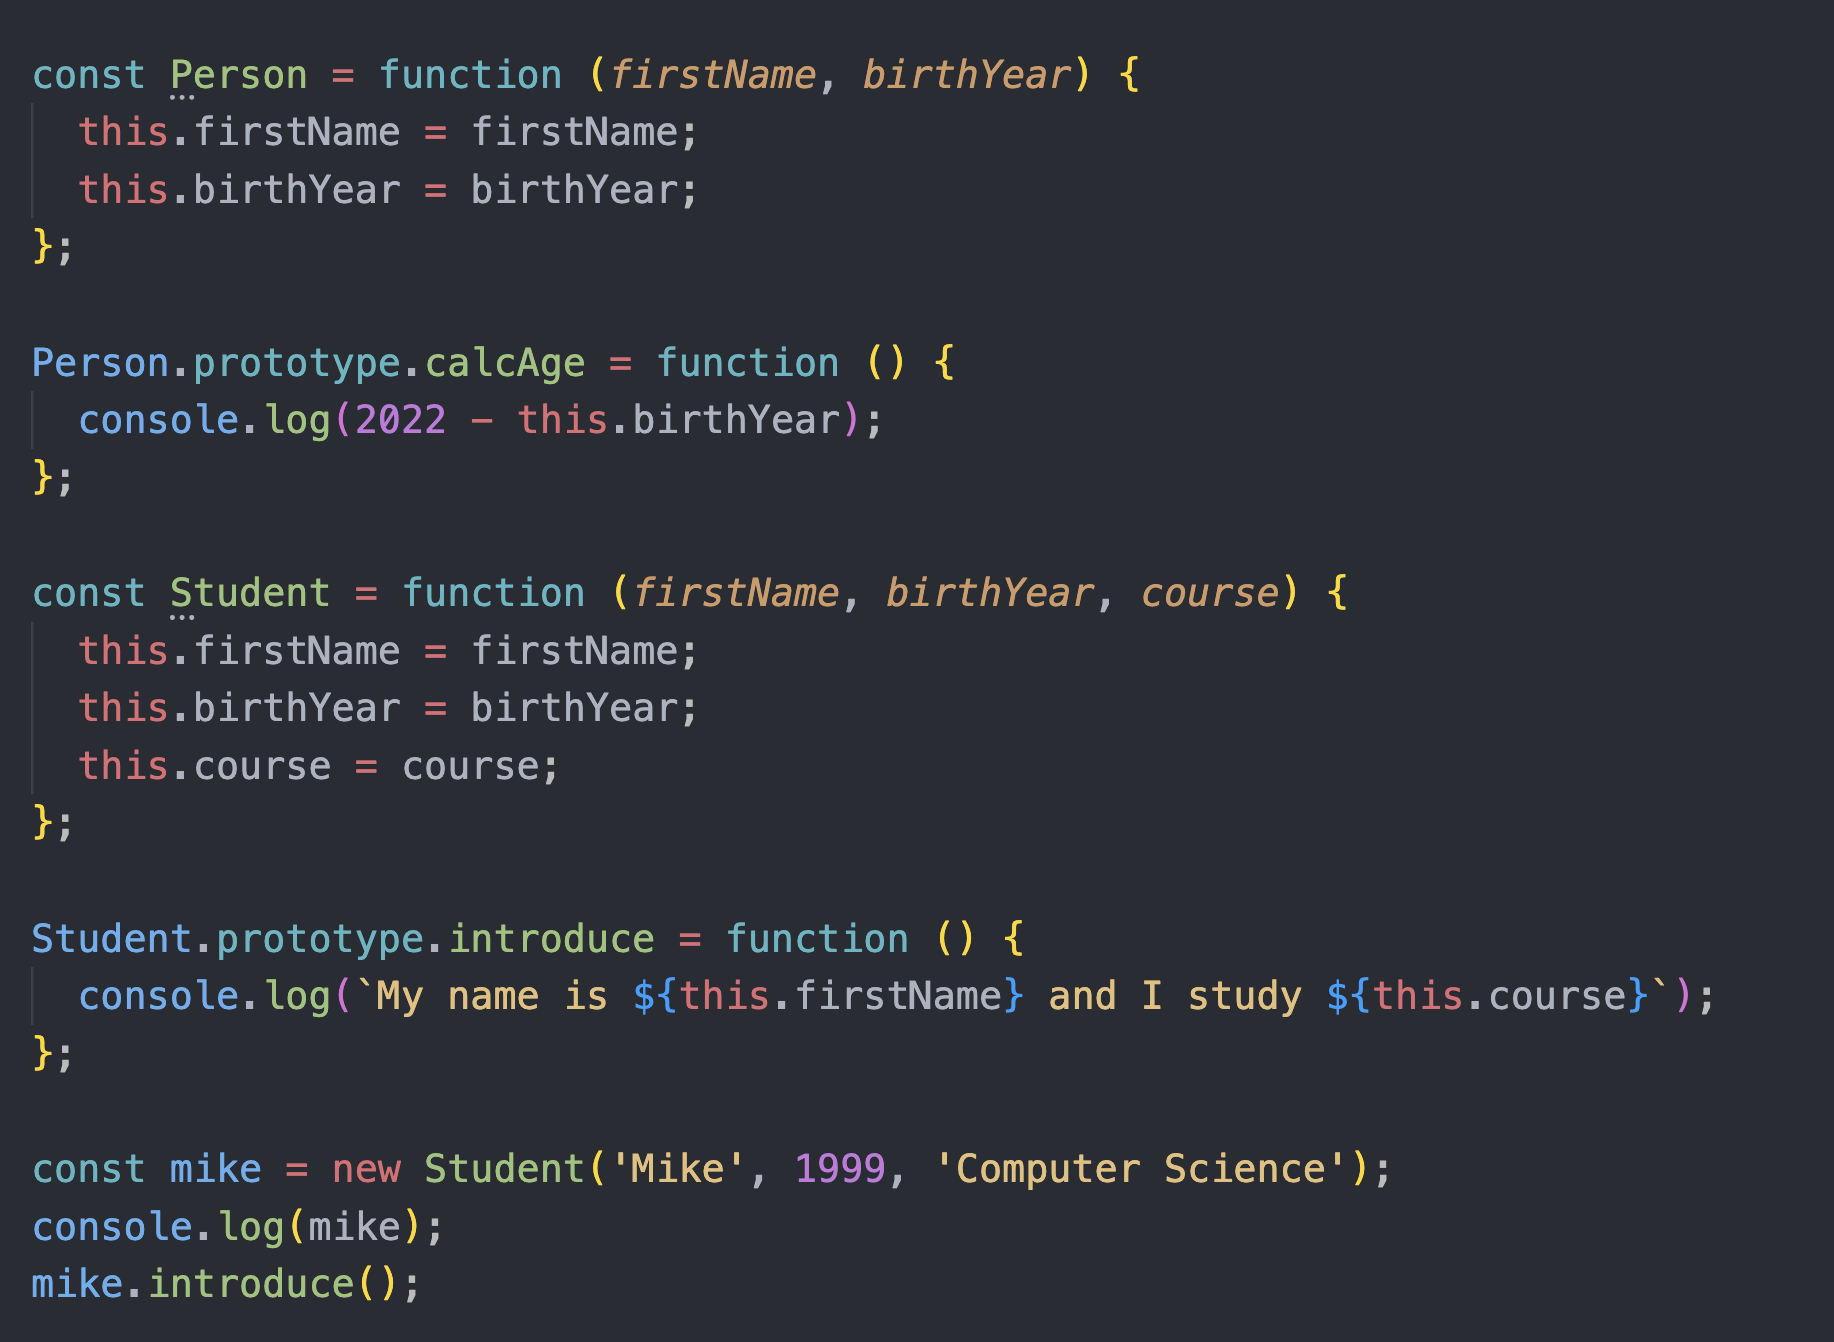 const Person = function (firstName, birthYear) {
  this.firstName = firstName;
  this.birthYear = birthYear;
};

Person.prototype.calcAge = function () {
  console.log(2022 - this.birthYear);
};

const Student = function (firstName, birthYear, course) {
  this.firstName = firstName;
  this.birthYear = birthYear;
  this.course = course;
};

Student.prototype.introduce = function () {
  console.log(`My name is ${this.firstName} and I study ${this.course}`);
};

const mike = new Student('Mike', 1999, 'Computer Science');
console.log(mike);
mike.introduce();